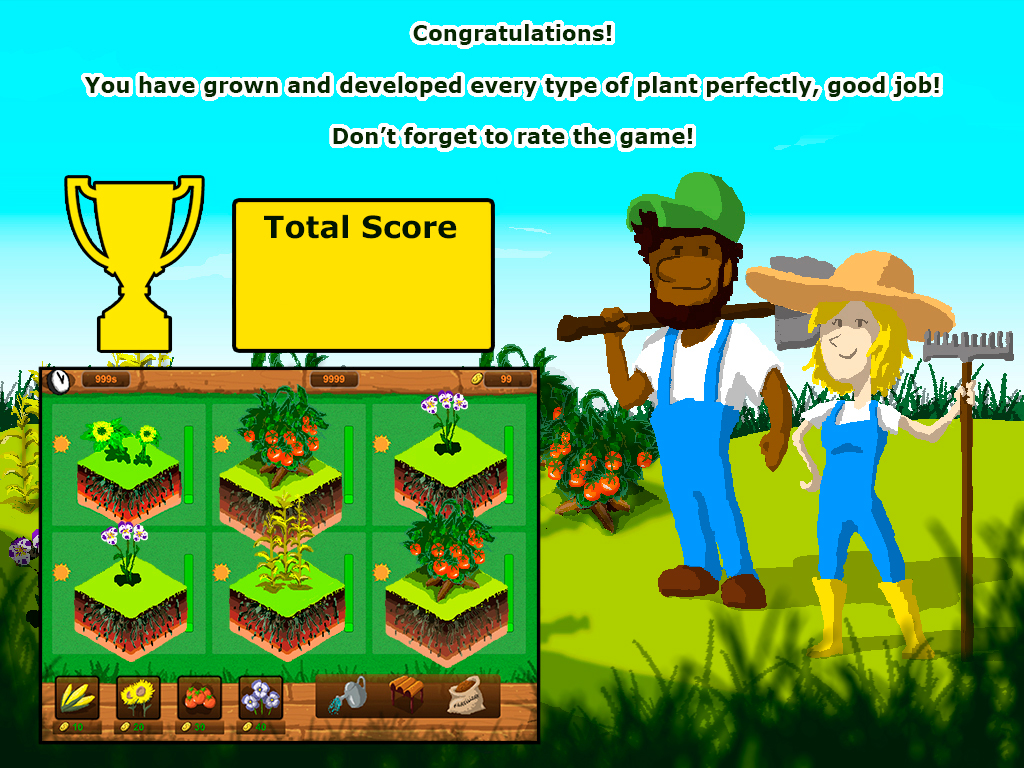 Congratulations!
You have grown and developed every type of plant perfectly, good job!
Don't forget to rate the game!
Total Score
999s
9999
99
10
20
30
40